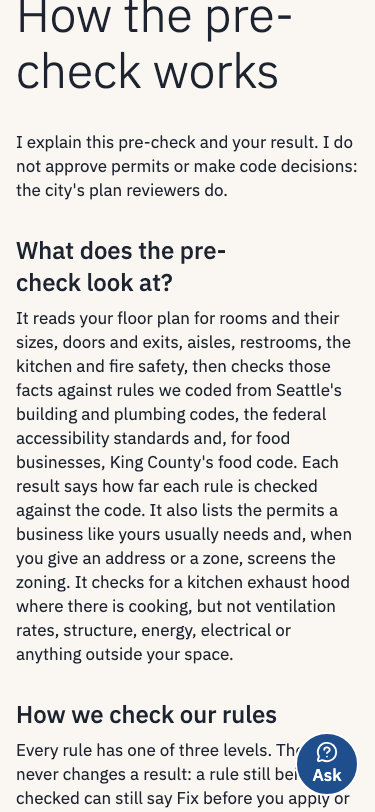 How the pre-
check works
I explain this pre-check and your result. I do
not approve permits or make code decisions:
the city's plan reviewers do.
What does the pre-
check look at?
It reads your floor plan for rooms and their
sizes, doors and exits, aisles, restrooms, the
kitchen and fire safety, then checks those
facts against rules we coded from Seattle's
building and plumbing codes, the federal
accessibility standards and, for food
businesses, King County's food code. Each
result says how far each rule is checked
against the code. It also lists the permits a
business like yours usually needs and, when
you give an address or a zone, screens the
zoning. It checks for a kitchen exhaust hood
where there is cooking, but not ventilation
rates, structure, energy, electrical or
anything outside your space.
How we check our rules
Every rule has one of three levels.
never changes a result: a rule still
checked can still say Fix before you apply or
Ask